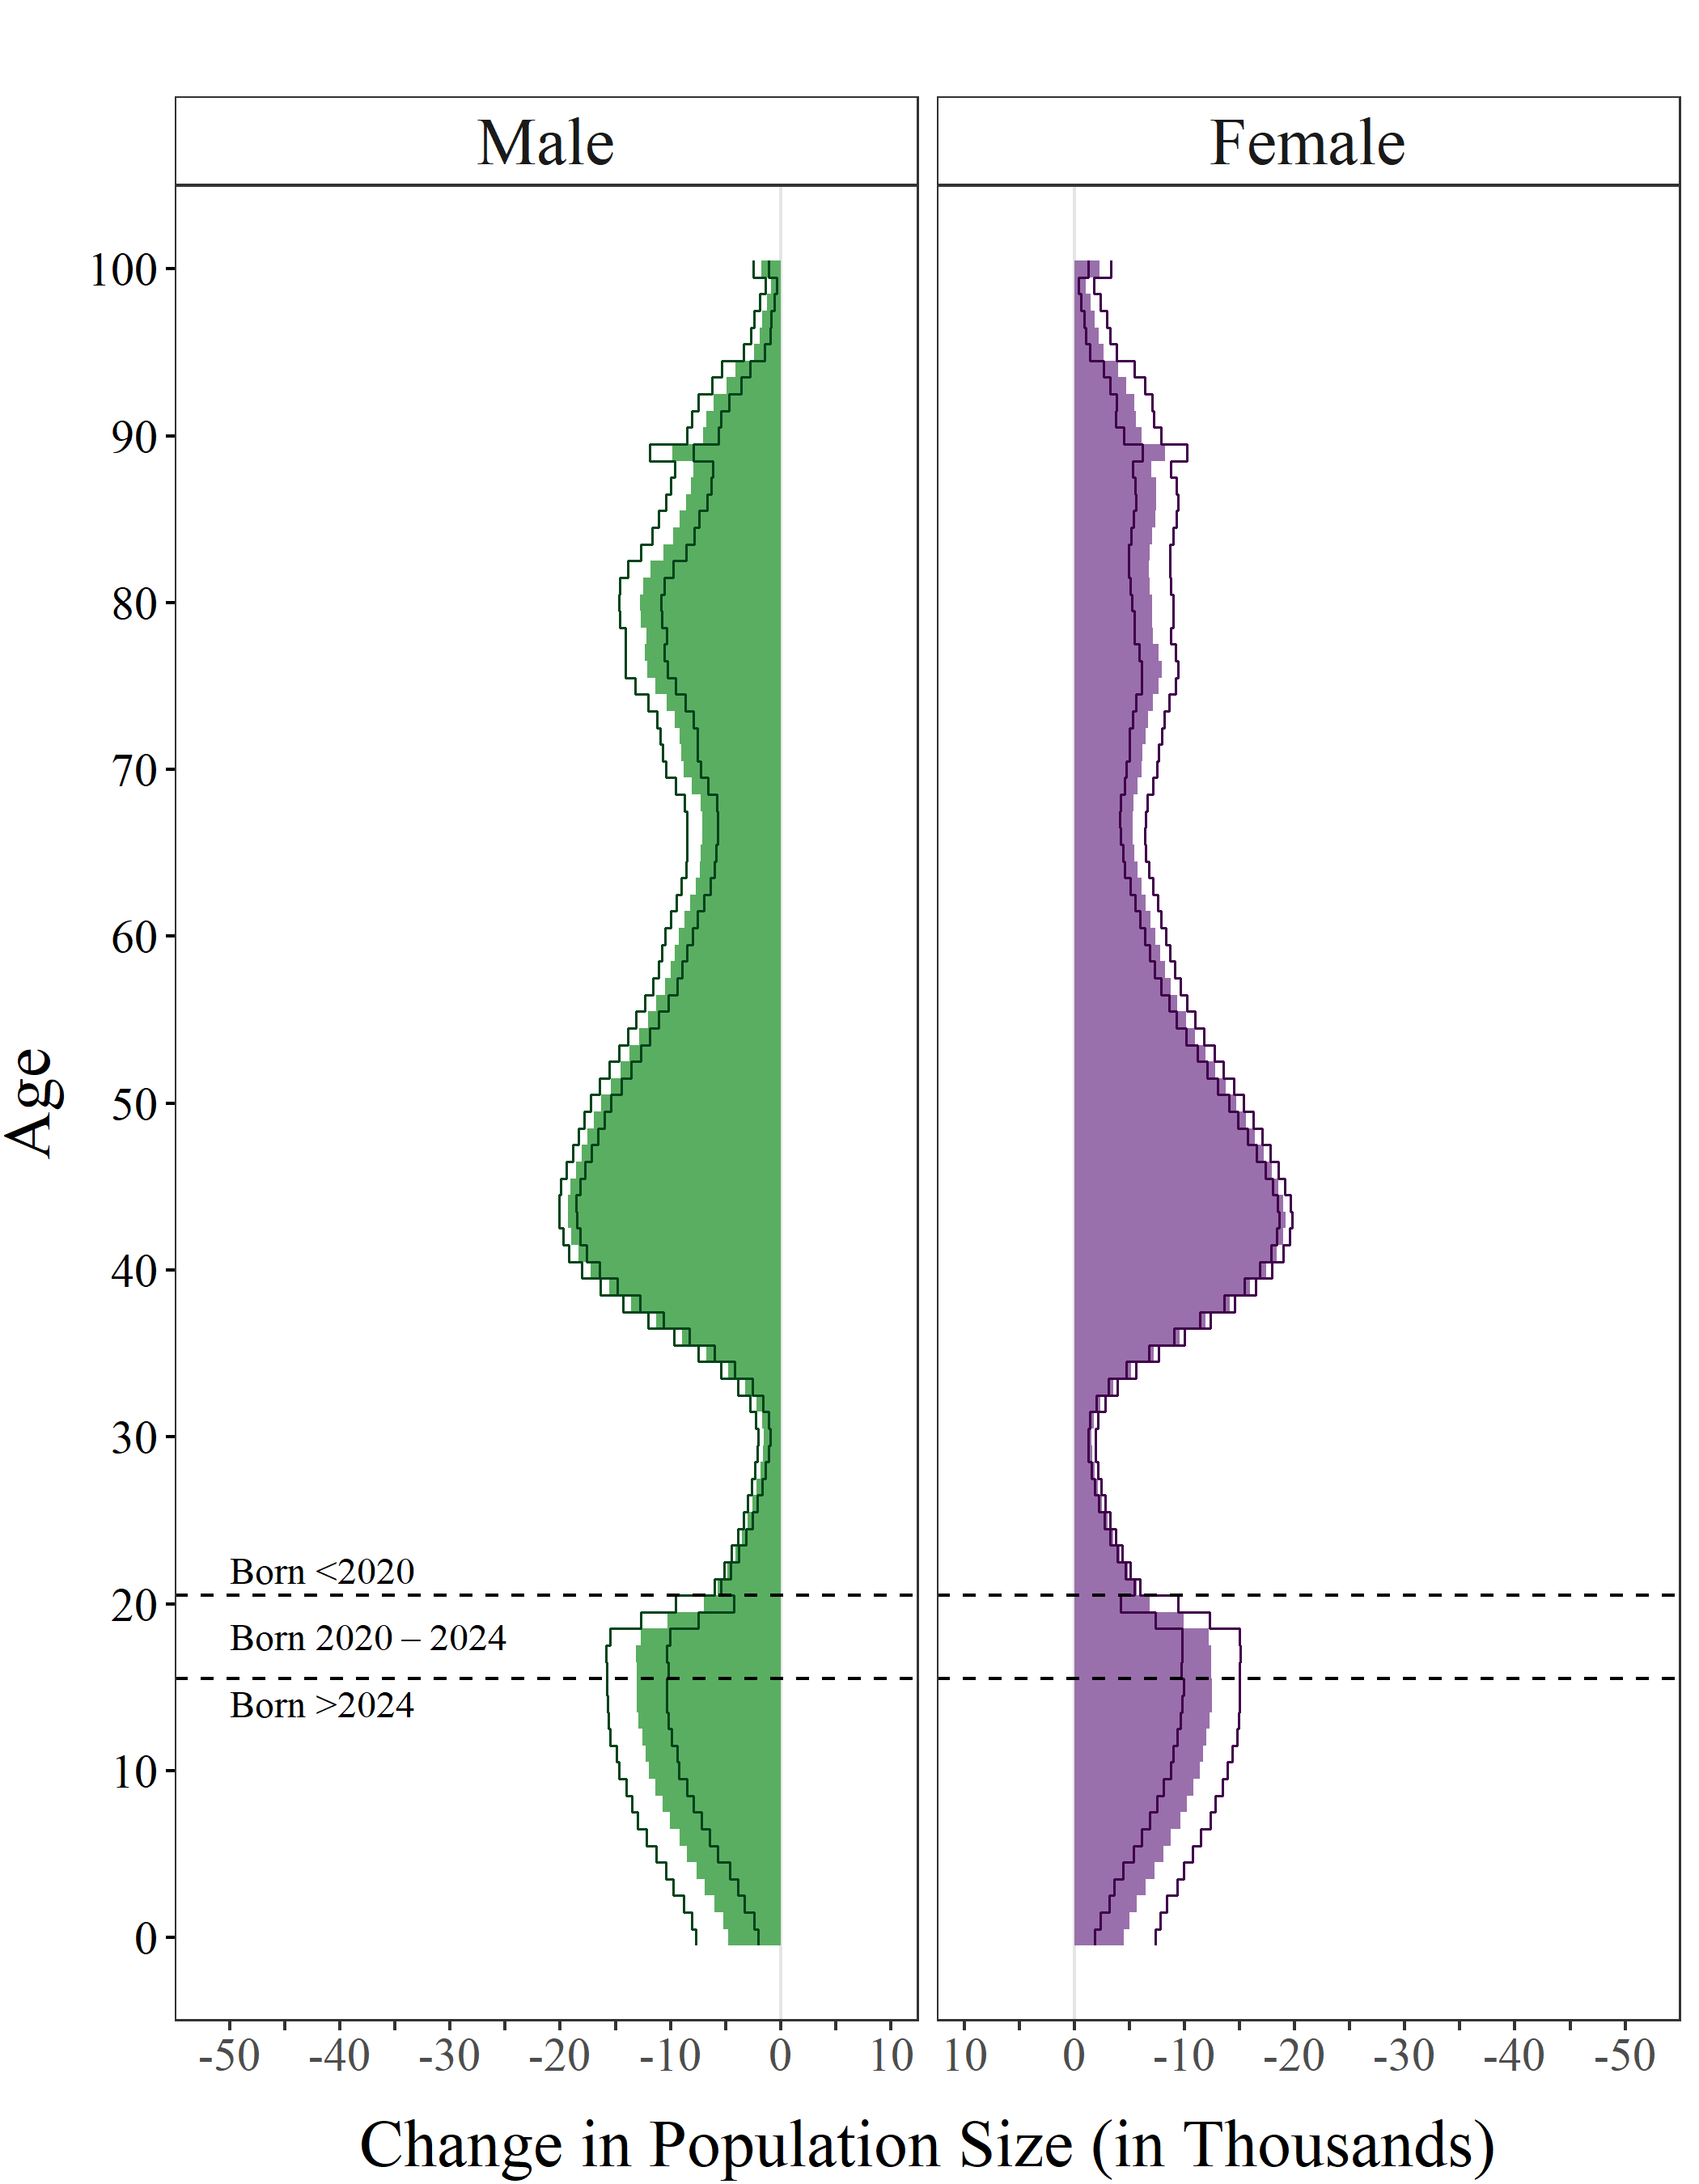 Male Female
100
90
80
70
60
50
40
30
20
10
0
Age
Born <2020
Born 2020 – 2024
Born >2024
-50 -40 -30 -20 -10 0 10 10 0 -10 -20 -30 -40 -50
Change in Population Size (in Thousands)